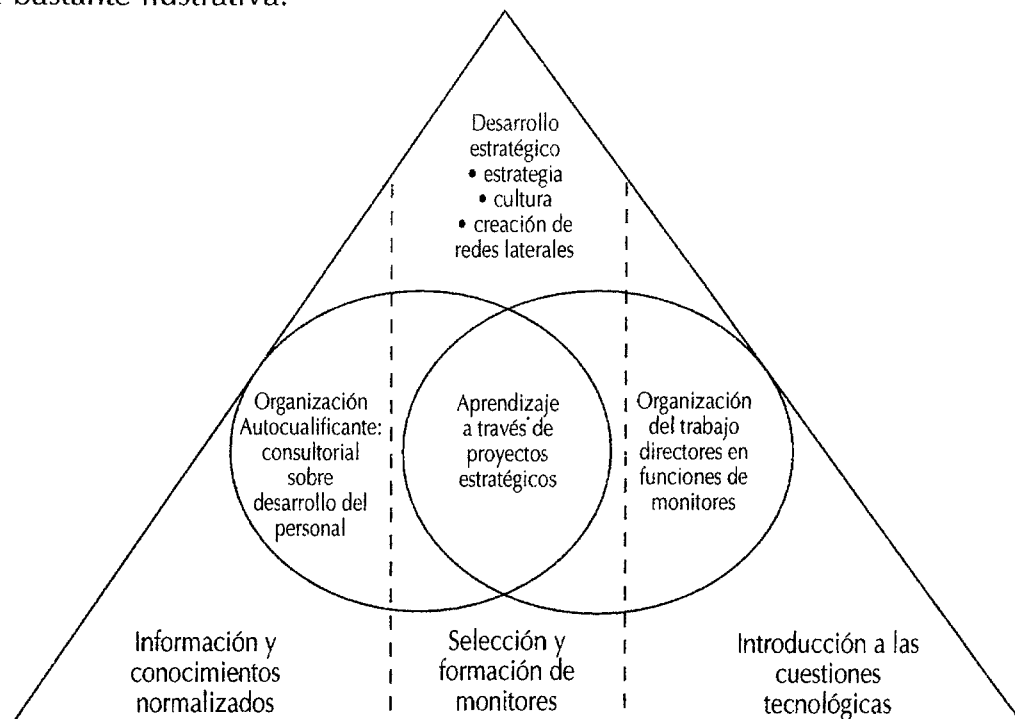 bastante ilustrativa.
Desarrollo
estratégico
• estrategia
• cultura
• creación de
redes laterales
Organización
Autocualificante:
consultorial
sobre
desarrollo del
personal
Aprendizaje
a través de
proyectos
estratégicos
Organización
del trabajo
directores en
funciones de
monitores
Información y
conocimientos
normalizados
Selección y
formación de
monitores
Introducción a las
cuestiones
tecnológicas